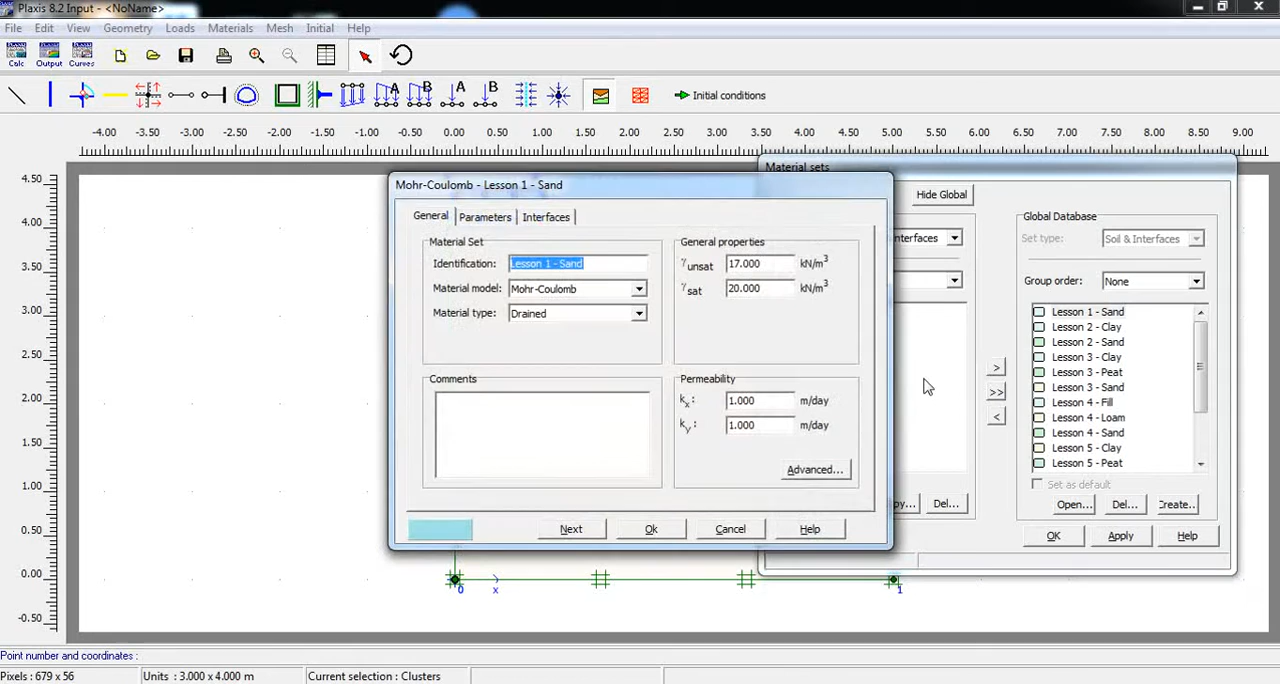 Plaxis 8.2 Input - <NoName>
File Edit View Geometry Loads Materials Mesh Initial Help
Calc Output Curves
A B A B Initial conditions
-4.00 -3.50 -3.00 -2.50 -2.00 -1.50 -1.00 -0.50 0.00 0.50 1.00 1.50 2.00 2.50 3.00 3.50 4.00 4.50 5.00 5.50 6.00 6.50 7.00 7.50 8.00 8.50 9.00
4.50
4.00
3.50
3.00
2.50
2.00
1.50
1.00
0.50
0.00
-0.50
Material sets
Hide Global
nterfaces
Global Database
Set type: Soil & Interfaces
Group order: None
Lesson 1 - Sand
Lesson 2 - Clay
Lesson 2 - Sand
Lesson 3 - Clay
Lesson 3 - Peat
Lesson 3 - Sand
Lesson 4 - Fill
Lesson 4 - Loam
Lesson 4 - Sand
Lesson 5 - Clay
Lesson 5 - Peat
>
>>
<
Set as default
py... Del... Open... Del... Create..
OK Apply Help
Mohr-Coulomb - Lesson 1 - Sand
General Parameters Interfaces
Material Set
Identification: Lesson 1 - Sand
Material model: Mohr-Coulomb
Material type: Drained
General properties
γunsat 17.000 kN/m3
γsat 20.000 kN/m3
Comments
Permeability
kx: 1.000 m/day
ky: 1.000 m/day
Advanced...
Next Ok Cancel Help
0 x 1
Point number and coordinates :
Pixels : 679 x 56 Units : 3.000 x 4.000 m Current selection : Clusters